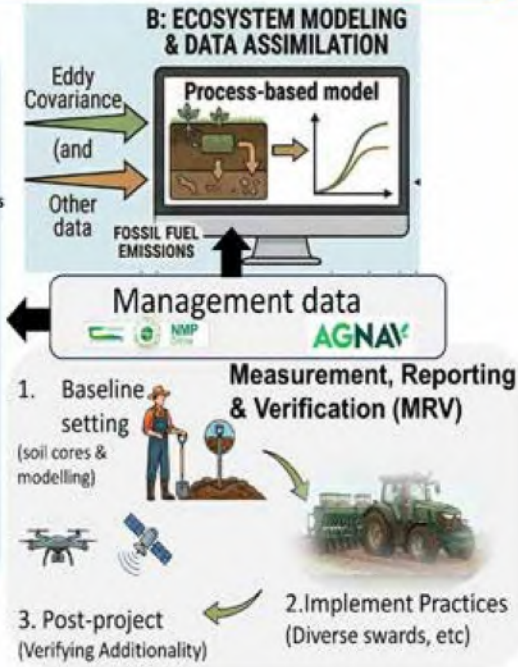 B: ECOSYSTEM MODELING
& DATA ASSIMILATION
Eddy
Covariance
(and
Other
data
Process-based model
FOSSIL FUEL
EMISSIONS
Management data
NMP
AGNAV
Measurement, Reporting
& Verification (MRV)
1. Baseline
setting
(soil cores &
modelling)
2.Implement Practices
(Diverse swards, etc)
3. Post-project
(Verifying Additionality)